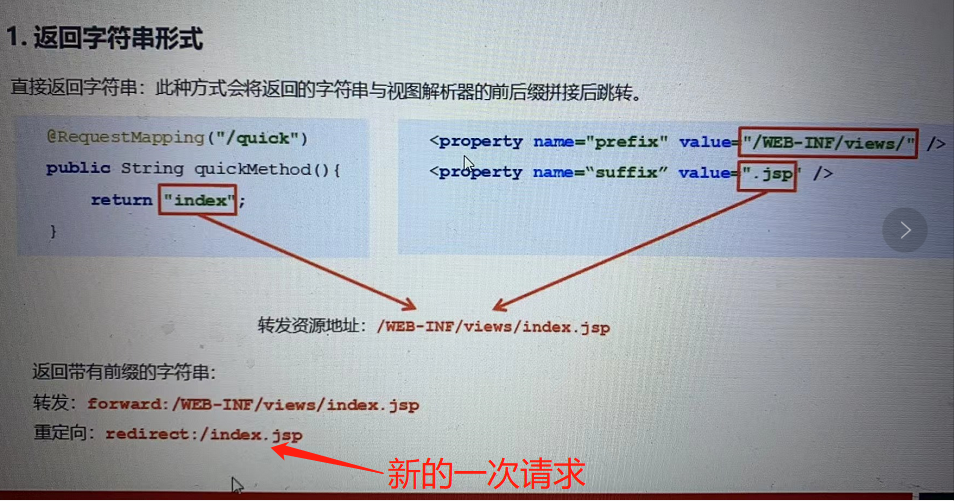 1. 返回字符串形式
直接返回字符串：此种方式会将返回的字符串与视图解析器的前后缀拼接后跳转。
@RequestMapping("/quick")
public String quickMethod(){
return "index";
}
<property name="prefix" value="/WEB-INF/views/" />
<property name=“suffix” value=".jsp" />
转发资源地址：/WEB-INF/views/index.jsp
返回带有前缀的字符串：
转发：forward:/WEB-INF/views/index.jsp
重定向：redirect:/index.jsp
新的一次请求